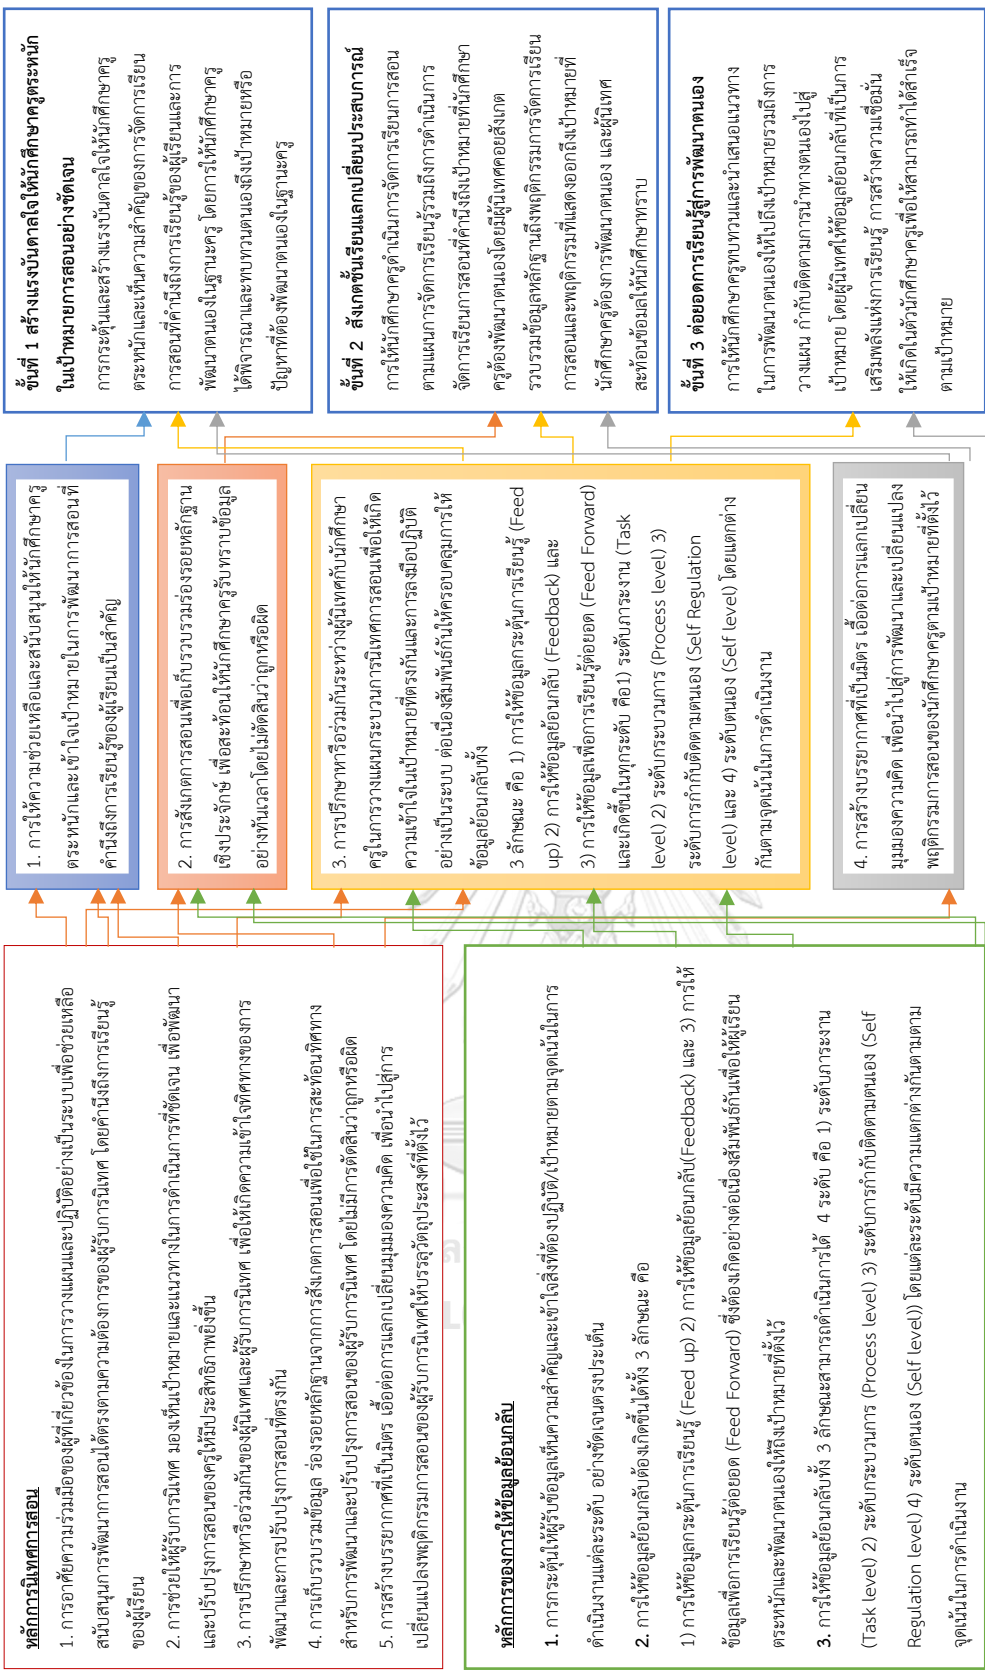 หลักการนิเทศการสอน
1. การอาศัยความร่วมมือของผู้ที่เกี่ยวข้องในการวางแผนและปฏิบัติอย่างเป็นระบบเพื่อช่วยเหลือ
สนับสนุนการพัฒนาการสอนได้ตรงตามความต้องการของผู้รับการนิเทศ โดยคำนึงถึงการเรียนรู้
ของผู้เรียน
2. การช่วยให้ผู้รับการนิเทศ มองเห็นเป้าหมายและแนวทางในการดำเนินการที่ชัดเจน เพื่อพัฒนา
และปรับปรุงการสอนของครูให้มีประสิทธิภาพยิ่งขึ้น
3. การปรึกษาหารือร่วมกันของผู้นิเทศและผู้รับการนิเทศ เพื่อให้เกิดความเข้าใจทิศทางของการ
พัฒนาและการปรับปรุงการสอนที่ตรงกัน
4. การเก็บรวบรวมข้อมูล ร่องรอยหลักฐานจากการสังเกตการสอนเพื่อใช้ในการสะท้อนทิศทาง
สำหรับการพัฒนาและปรับปรุงการสอนของผู้รับการนิเทศ โดยไม่มีการตัดสินว่าถูกหรือผิด
5. การสร้างบรรยากาศที่เป็นมิตร เอื้อต่อการแลกเปลี่ยนมุมมองความคิด เพื่อนำไปสู่การ
เปลี่ยนแปลงพฤติกรรมการสอนของผู้รับการนิเทศให้บรรลุวัตถุประสงค์ที่ตั้งไว้
หลักการของการให้ข้อมูลย้อนกลับ
1. การกระตุ้นให้ผู้รับข้อมูลเห็นความสำคัญและเข้าใจสิ่งที่ต้องปฏิบัติ/เป้าหมายตามจุดเน้นในการ
ดำเนินงานแต่ละระดับ อย่างชัดเจนตรงประเด็น
2. การให้ข้อมูลย้อนกลับต้องเกิดขึ้นได้ทั้ง 3 ลักษณะ คือ
1) การให้ข้อมูลกระตุ้นการเรียนรู้ (Feed up) 2) การให้ข้อมูลย้อนกลับ(Feedback) และ 3) การให้
ข้อมูลเพื่อการเรียนรู้ต่อยอด (Feed Forward) ซึ่งต้องเกิดอย่างต่อเนื่องสัมพันธ์กันเพื่อให้ผู้เรียน
ตระหนักและพัฒนาตนเองให้ถึงเป้าหมายที่ตั้งไว้
3. การให้ข้อมูลย้อนกลับทั้ง 3 ลักษณะสามารถดำเนินการได้ 4 ระดับ คือ 1) ระดับภาระงาน
(Task level) 2) ระดับกระบวนการ (Process level) 3) ระดับการกำกับติดตามตนเอง (Self
Regulation level) 4) ระดับตนเอง (Self level)) โดยแต่ละระดับมีความแตกต่างกันตามตาม
จุดเน้นในการดำเนินงาน
1. การให้ความช่วยเหลือและสนับสนุนให้นักศึกษาครู
ตระหนักและเข้าใจเป้าหมายในการพัฒนาการสอนที่
คำนึงถึงการเรียนรู้ของผู้เรียนเป็นสำคัญ
2. การสังเกตการสอนเพื่อเก็บรวบรวมร่องรอยหลักฐาน
เชิงประจักษ์ เพื่อสะท้อนให้นักศึกษาครูรับทราบข้อมูล
อย่างทันเวลาโดยไม่ตัดสินว่าถูกหรือผิด
3. การปรึกษาหารือร่วมกันระหว่างผู้นิเทศกับนักศึกษา
ครูในการวางแผนกระบวนการนิเทศการสอนเพื่อให้เกิด
ความเข้าใจในเป้าหมายที่ตรงกันและการลงมือปฏิบัติ
อย่างเป็นระบบ ต่อเนื่องสัมพันธ์กันให้ครอบคลุมการให้
ข้อมูลย้อนกลับทั้ง
3 ลักษณะ คือ 1) การให้ข้อมูลกระตุ้นการเรียนรู้ (Feed
up) 2) การให้ข้อมูลย้อนกลับ (Feedback) และ
3) การให้ข้อมูลเพื่อการเรียนรู้ต่อยอด (Feed Forward)
และเกิดขึ้นในทุกระดับ คือ1) ระดับภาระงาน (Task
level) 2) ระดับกระบวนการ (Process level) 3)
ระดับการกำกับติดตามตนเอง (Self Regulation
level) และ 4) ระดับตนเอง (Self level) โดยแตกต่าง
กันตามจุดเน้นในการดำเนินงาน
4. การสร้างบรรยากาศที่เป็นมิตร เอื้อต่อการแลกเปลี่ยน
มุมมองความคิด เพื่อนำไปสู่การพัฒนาและเปลี่ยนแปลง
พฤติกรรมการสอนของนักศึกษาครูตามเป้าหมายที่ตั้งไว้
ขั้นที่ 1 สร้างแรงบันดาลใจให้นักศึกษาครูตระหนัก
ในเป้าหมายการสอนอย่างชัดเจน
การกระตุ้นและสร้างแรงบันดาลใจให้นักศึกษาครู
ตระหนักและเห็นความสำคัญของการจัดการเรียน
การสอนที่คำนึงถึงการเรียนรู้ของผู้เรียนและการ
พัฒนาตนเองในฐานะครู โดยการให้นักศึกษาครู
ได้พิจารณาและทบทวนตนเองถึงเป้าหมายหรือ
ปัญหาที่ต้องพัฒนาตนเองในฐานะครู
ขั้นที่ 2 สังเกตชั้นเรียนแลกเปลี่ยนประสบการณ์
การให้นักศึกษาครูดำเนินการจัดการเรียนการสอน
ตามแผนการจัดการเรียนรู้รวมถึงการดำเนินการ
จัดการเรียนการสอนที่คำนึงถึงเป้าหมายที่นักศึกษา
ครูต้องพัฒนาตนเองโดยมีผู้นิเทศคอยสังเกต
รวบรวมข้อมูลหลักฐานถึงพฤติกรรมการจัดการเรียน
การสอนและพฤติกรรมที่แสดงออกถึงเป้าหมายที่
นักศึกษาครูต้องการพัฒนาตนเอง และผู้นิเทศ
สะท้อนข้อมูลให้นักศึกษาทราบ
ขั้นที่ 3 ต่อยอดการเรียนรู้สู่การพัฒนาตนเอง
การให้นักศึกษาครูทบทวนและนำเสนอแนวทาง
ในการพัฒนาตนเองให้ไปถึงเป้าหมายรวมถึงการ
วางแผน กำกับติดตามการนำทางตนเองไปสู่
เป้าหมาย โดยผู้นิเทศให้ข้อมูลย้อนกลับที่เป็นการ
เสริมพลังแห่งการเรียนรู้ การสร้างความเชื่อมั่น
ให้เกิดในตัวนักศึกษาครูเพื่อให้สามารถทำได้สำเร็จ
ตามเป้าหมาย